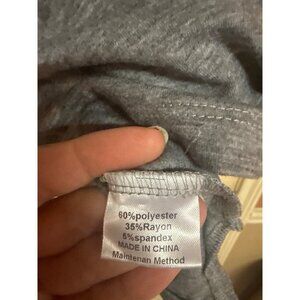 60%polyester
35%Rayon
5%spandex
MADE IN CHINA
Maintenan Method